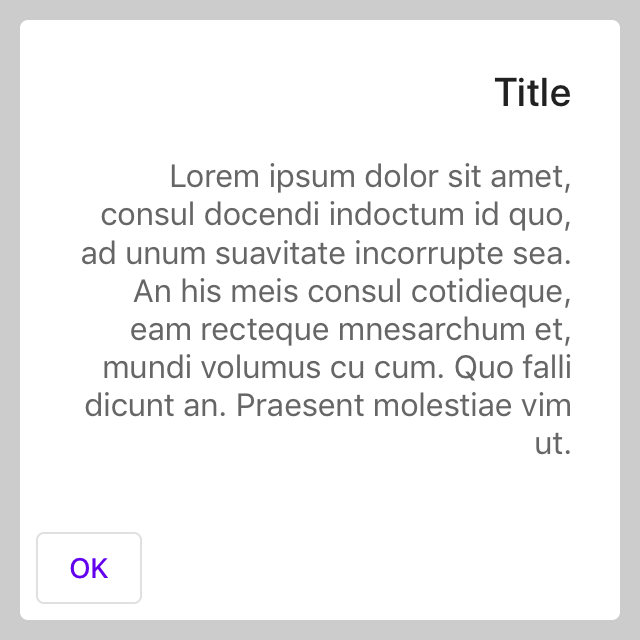 Title
Lorem ipsum dolor sit amet,
consul docendi indoctum id quo,
ad unum suavitate incorrupte sea.
An his meis consul cotidieque,
eam recteque mnesarchum et,
mundi volumus cu cum. Quo falli
dicunt an. Praesent molestiae vim
ut.
OK